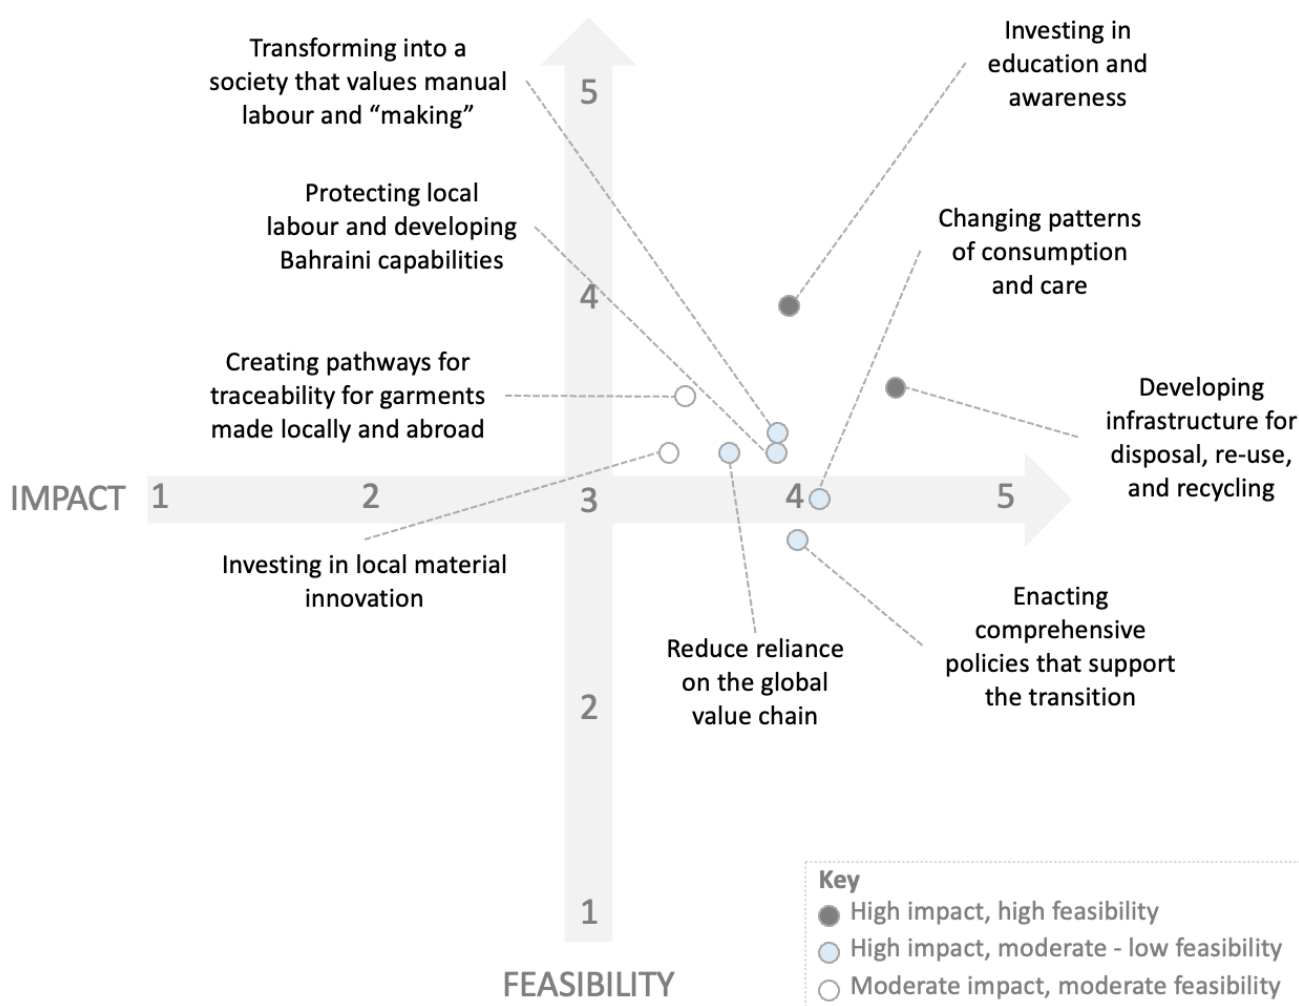 Transforming into a
society that values manual
labour and “making”
Investing in
education and
awareness
5
Protecting local
labour and developing
Bahraini capabilities
Changing patterns
of consumption
and care
4
Creating pathways for
traceability for garments
made locally and abroad
Developing
infrastructure for
disposal, re-use,
and recycling
IMPACT 1 2 3 4 5
Investing in local material
innovation
Enacting
comprehensive
policies that support
the transition
Reduce reliance
on the global
value chain
2
1
FEASIBILITY
Key
High impact, high feasibility
High impact, moderate - low feasibility
Moderate impact, moderate feasibility